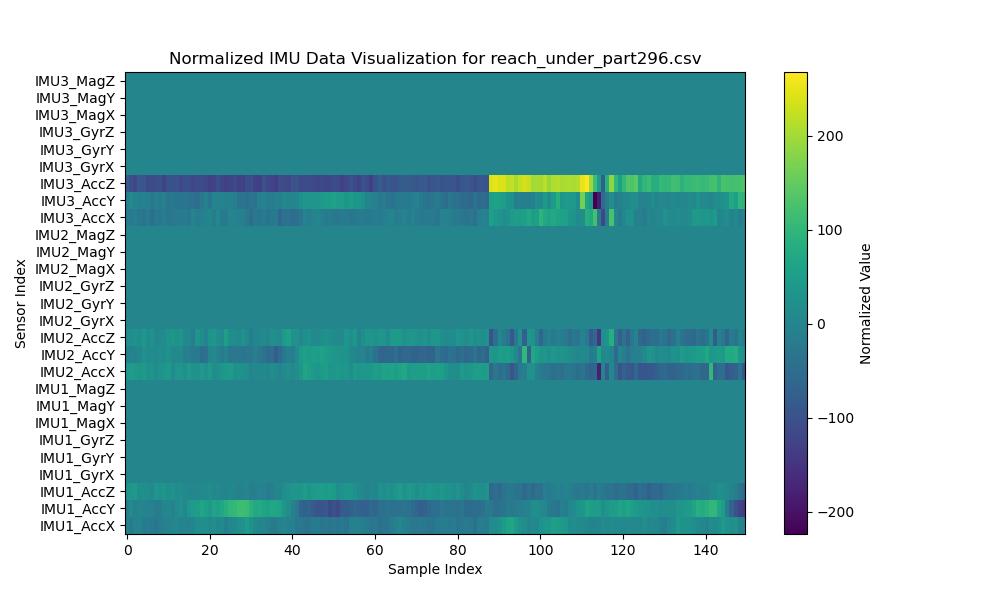 Normalized IMU Data Visualization for reach_under_part296.csv
IMU3_MagZ
IMU3_MagY
IMU3_MagX
IMU3_GyrZ
IMU3_GyrY
IMU3_GyrX
IMU3_AccZ
IMU3_AccY
IMU3_AccX
IMU2_MagZ
IMU2_MagY
IMU2_MagX
IMU2_GyrZ
IMU2_GyrY
IMU2_GyrX
IMU2_AccZ
IMU2_AccY
IMU2_AccX
IMU1_MagZ
IMU1_MagY
IMU1_MagX
IMU1_GyrZ
IMU1_GyrY
IMU1_GyrX
IMU1_AccZ
IMU1_AccY
IMU1_AccX
Sensor Index
0 20 40 60 80 100 120 140
Sample Index
200
100
0
−100
−200
Normalized Value